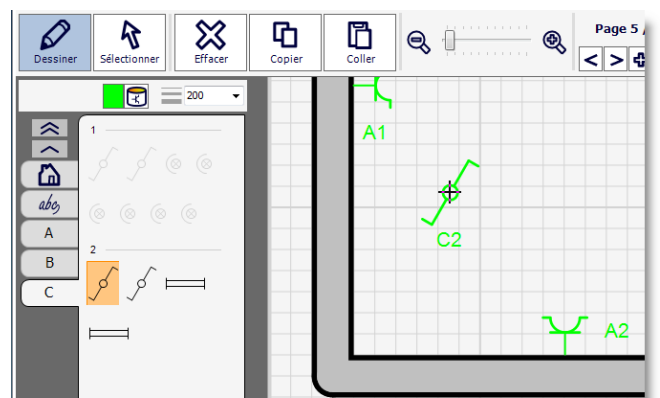 Dessiner
Sélectionner
Effacer
Copier
Coller
Page 5 /
< > 
200
1
abc
A
B
C
2
A1
C2
A2